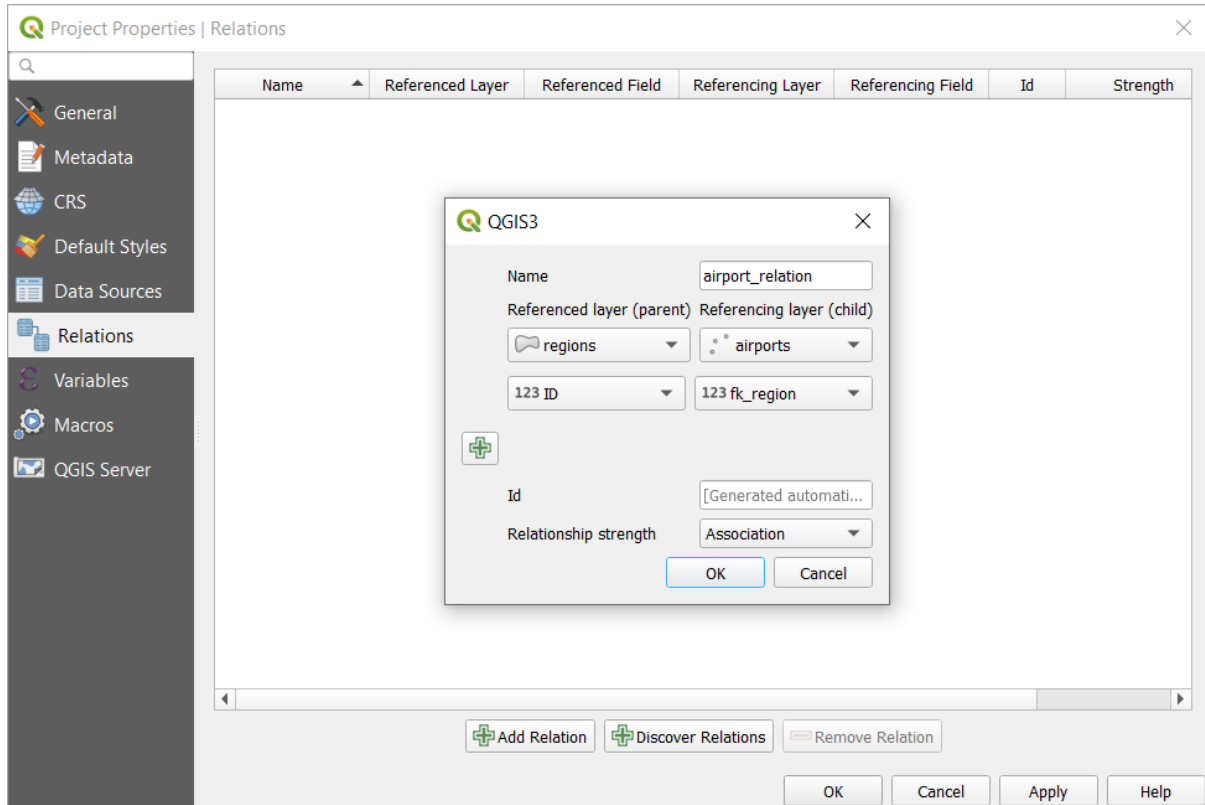 Project Properties | Relations
Name Referenced Layer Referenced Field Referencing Layer Referencing Field Id Strength
General
Metadata
CRS
Default Styles
Data Sources
Relations
Variables
Macros
QGIS Server
QGIS3
Name airport_relation
Referenced layer (parent) Referencing layer (child)
regions airports
123 ID 123 fk_region
Id [Generated automati...
Relationship strength Association
OK Cancel
Add Relation Discover Relations Remove Relation
OK Cancel Apply Help